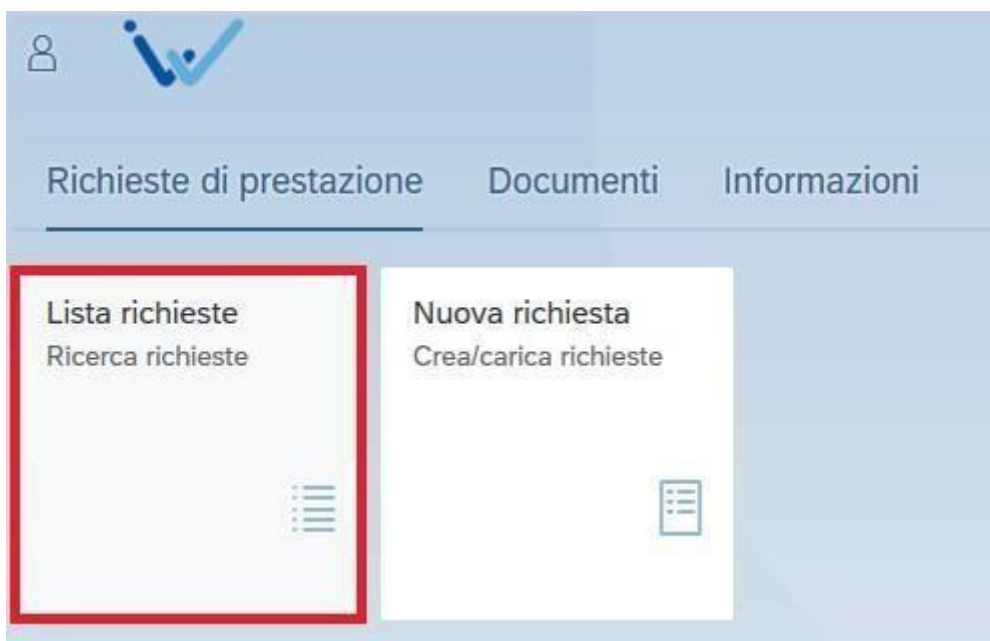 Richieste di prestazione Documenti Informazioni
Lista richieste
Ricerca richieste
Nuova richiesta
Crea/carica richieste